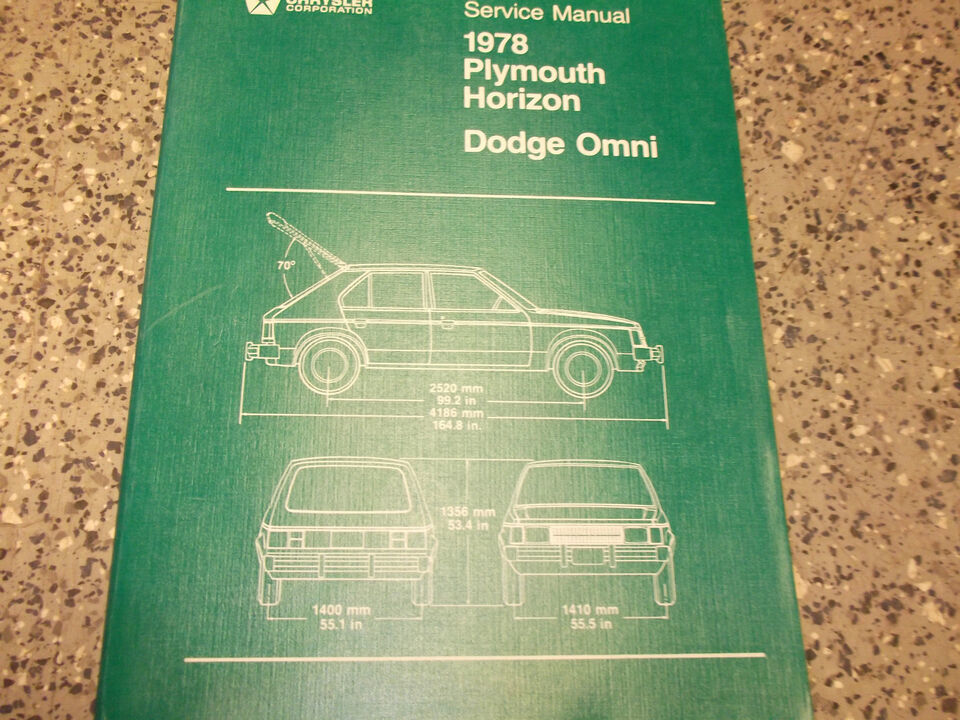 CHRYSLER
CORPORATION
Service Manual
1978
Plymouth
Horizon
Dodge Omni
70°
2520 mm
99.2 in
4186 mm
164.8 in.
1356 mm
53.4 in
1400 mm
55.1 in
1410 mm
55.5 in